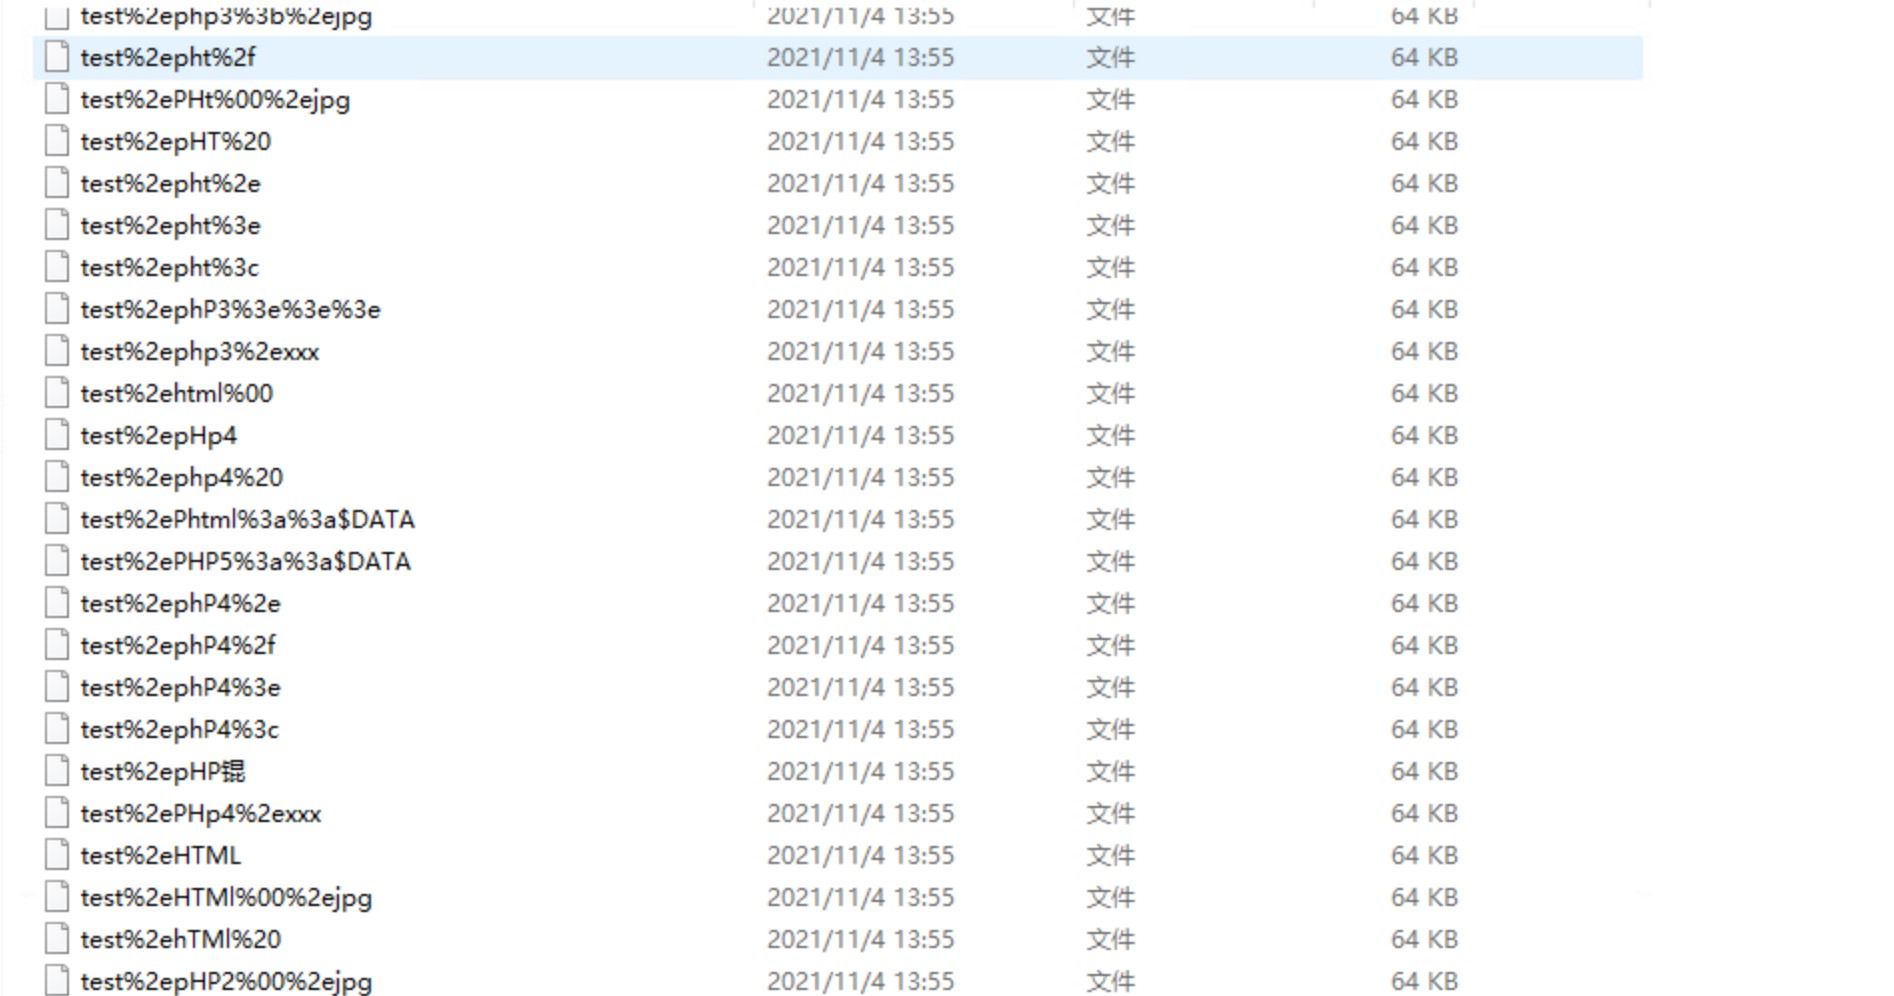 test%2ephp3%3b%2ejpg 2021/11/4 13:55 文件 64 KB
test%2epht%2f 2021/11/4 13:55 文件 64 KB
test%2ePHt%00%2ejpg 2021/11/4 13:55 文件 64 KB
test%2epHT%20 2021/11/4 13:55 文件 64 KB
test%2epht%2e 2021/11/4 13:55 文件 64 KB
test%2epht%3e 2021/11/4 13:55 文件 64 KB
test%2epht%3c 2021/11/4 13:55 文件 64 KB
test%2ephP3%3e%3e%3e 2021/11/4 13:55 文件 64 KB
test%2ephp3%2exxx 2021/11/4 13:55 文件 64 KB
test%2ehtml%00 2021/11/4 13:55 文件 64 KB
test%2epHp4 2021/11/4 13:55 文件 64 KB
test%2ephp4%20 2021/11/4 13:55 文件 64 KB
test%2ePhtml%3a%3a$DATA 2021/11/4 13:55 文件 64 KB
test%2ePHP5%3a%3a$DATA 2021/11/4 13:55 文件 64 KB
test%2ephP4%2e 2021/11/4 13:55 文件 64 KB
test%2ephP4%2f 2021/11/4 13:55 文件 64 KB
test%2ephP4%3e 2021/11/4 13:55 文件 64 KB
test%2ephP4%3c 2021/11/4 13:55 文件 64 KB
test%2epHP锟 2021/11/4 13:55 文件 64 KB
test%2ePHp4%2exxx 2021/11/4 13:55 文件 64 KB
test%2eHTML 2021/11/4 13:55 文件 64 KB
test%2eHTMl%00%2ejpg 2021/11/4 13:55 文件 64 KB
test%2ehTMl%20 2021/11/4 13:55 文件 64 KB
test%2epHP2%00%2ejpg 2021/11/4 13:55 文件 64 KB